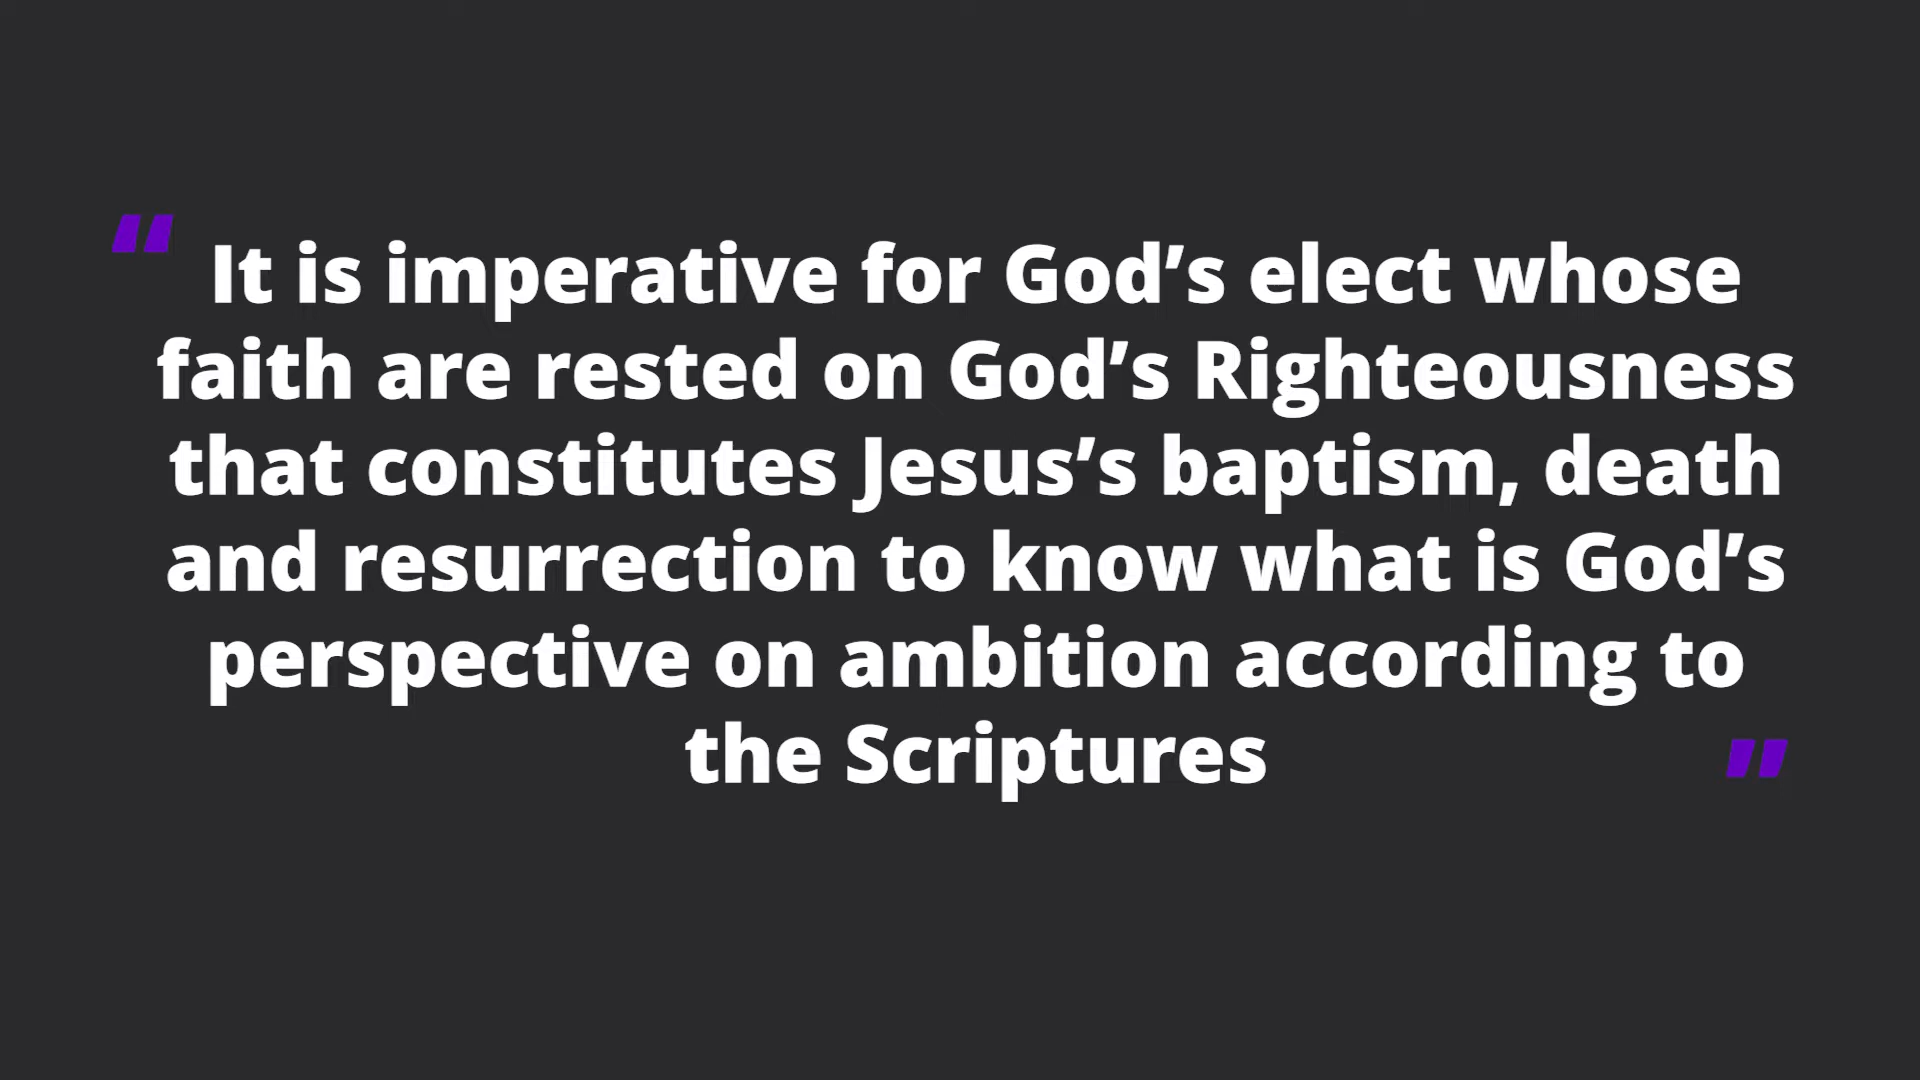 “ It is imperative for God’s elect whose
faith are rested on God’s Righteousness
that constitutes Jesus’s baptism, death
and resurrection to know what is God’s
perspective on ambition according to
the Scriptures ”